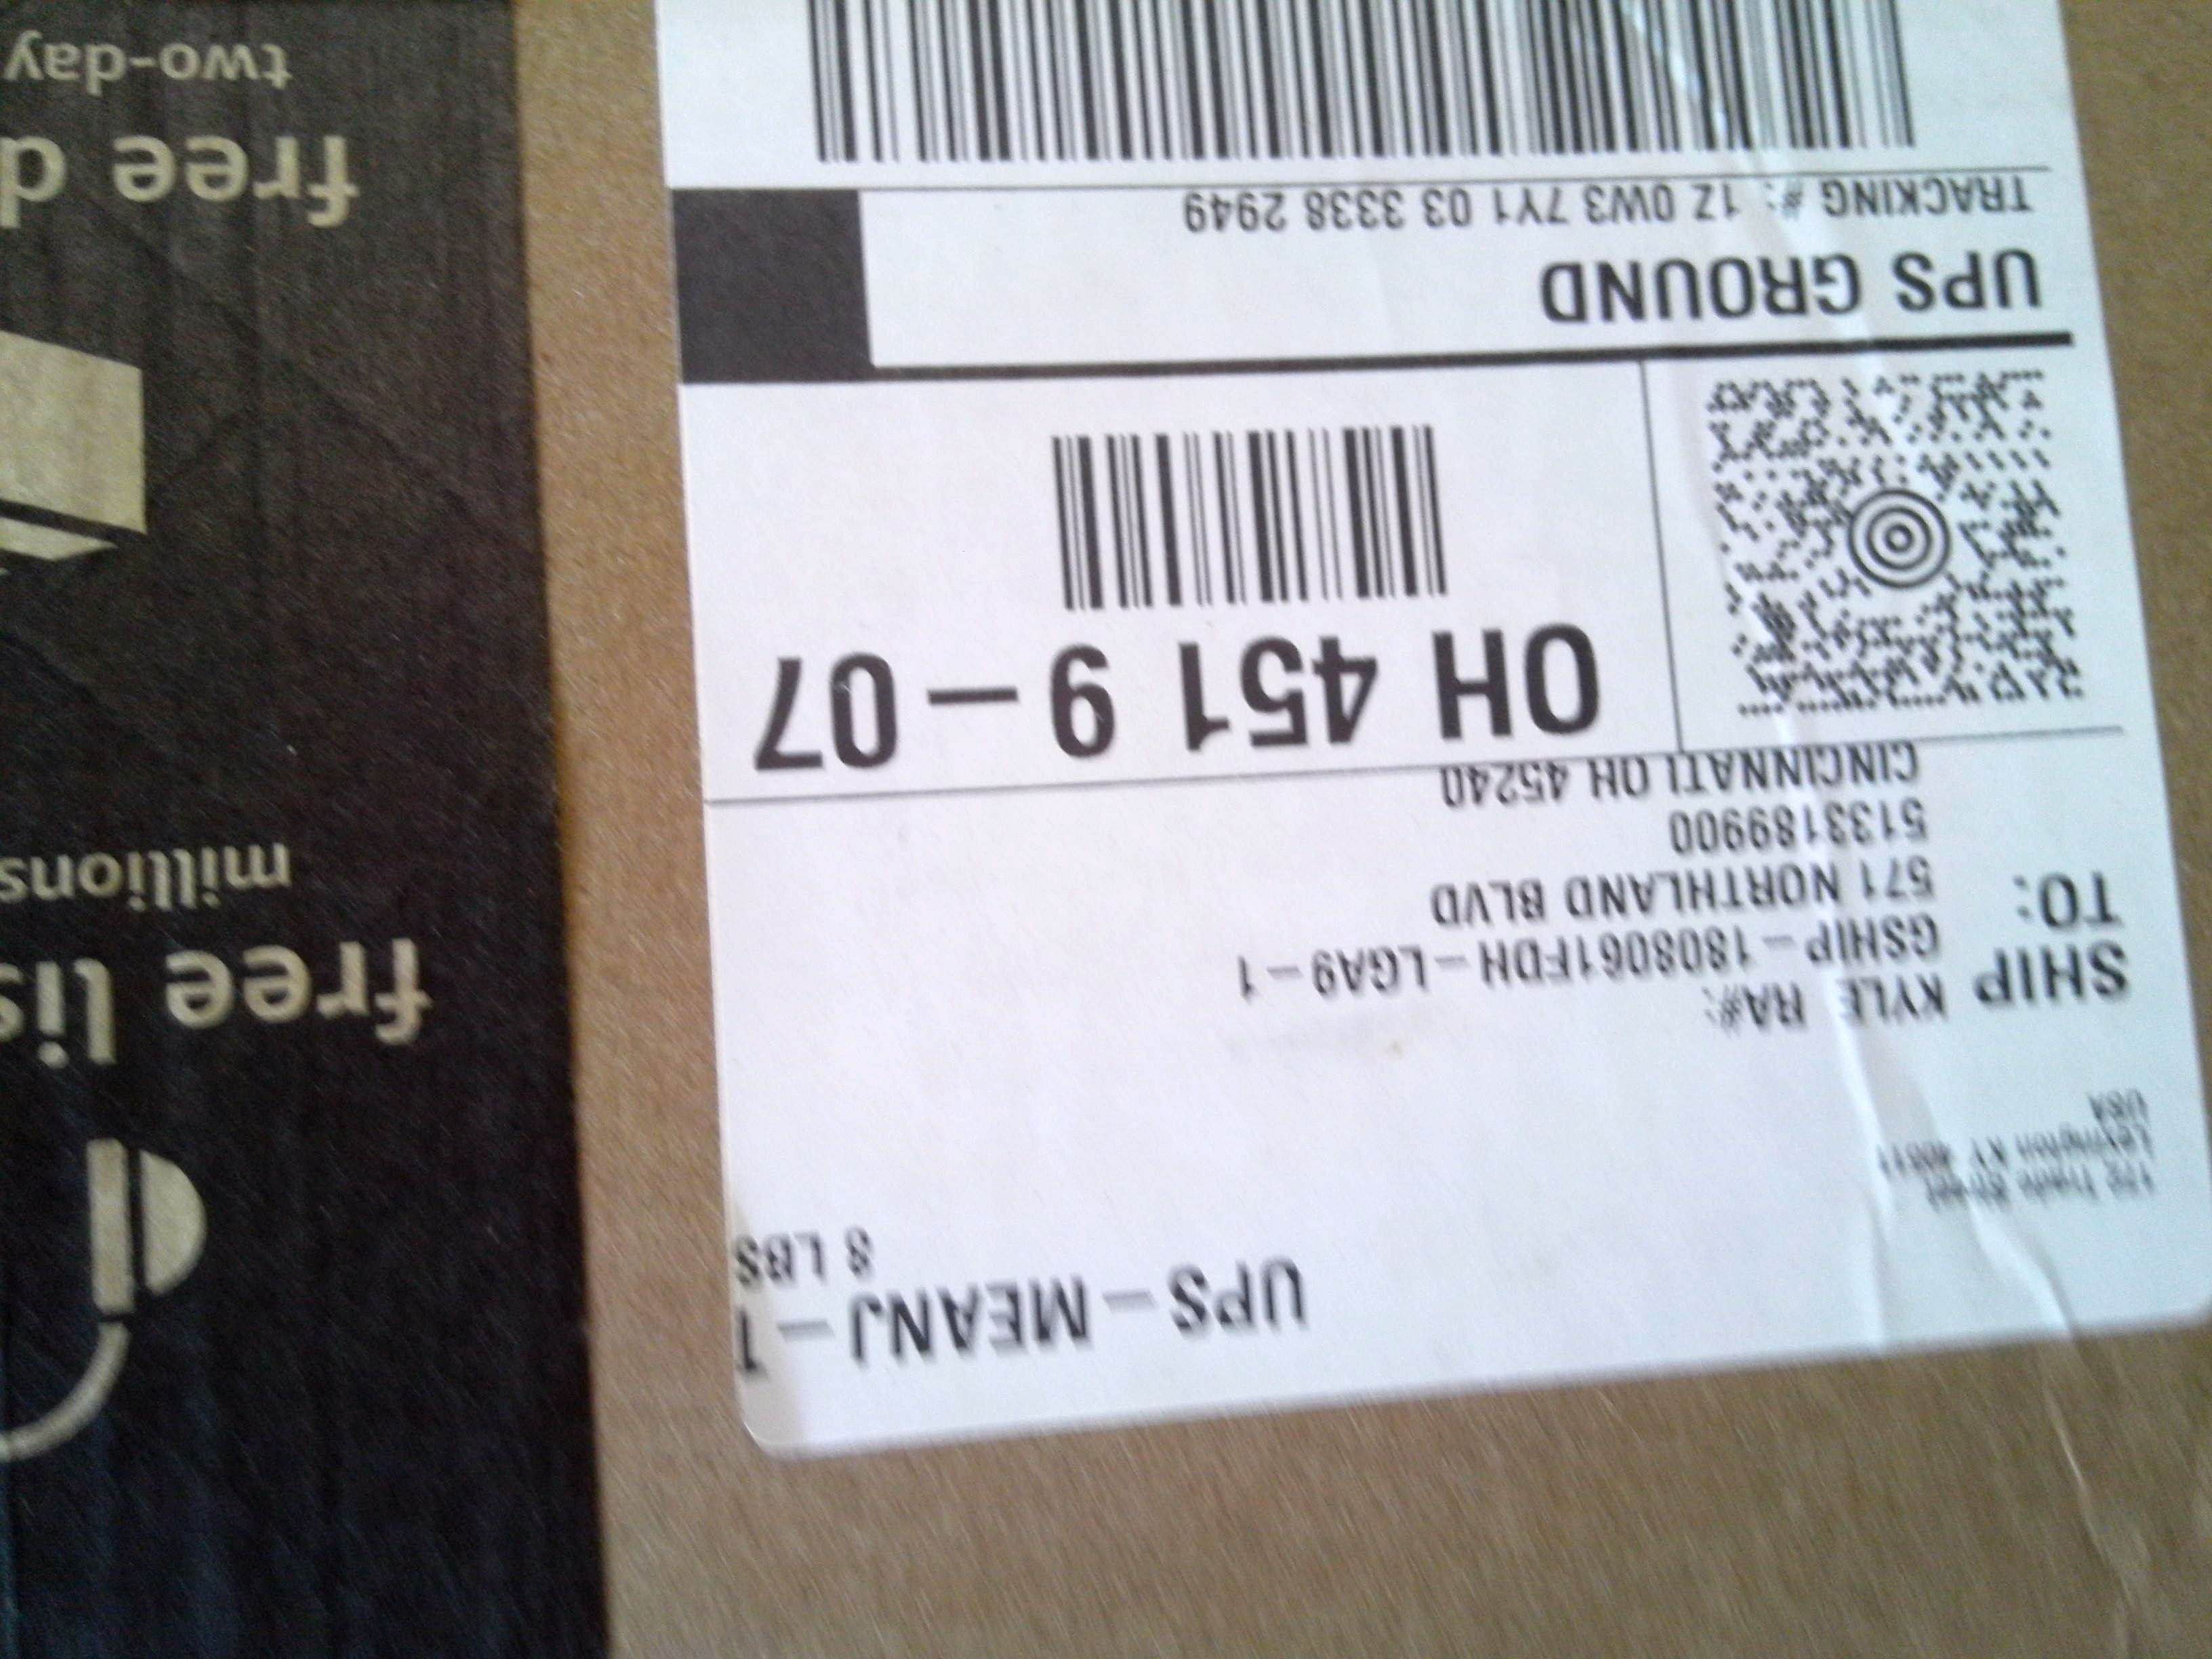 UPS-MEANJ-1
8 LBS
Lexington KY
USA
SHIP TO:
KYLE RA#:
GSHIP-1808061FDH-LGA9-1
571 NORTHLAND BLVD
5133189900
CINCINNATI OH 45240
OH 451 9-07
UPS GROUND
TRACKING #: 1Z 0W3 7Y1 03 3338 2949
free lis
millions
free d
two-day